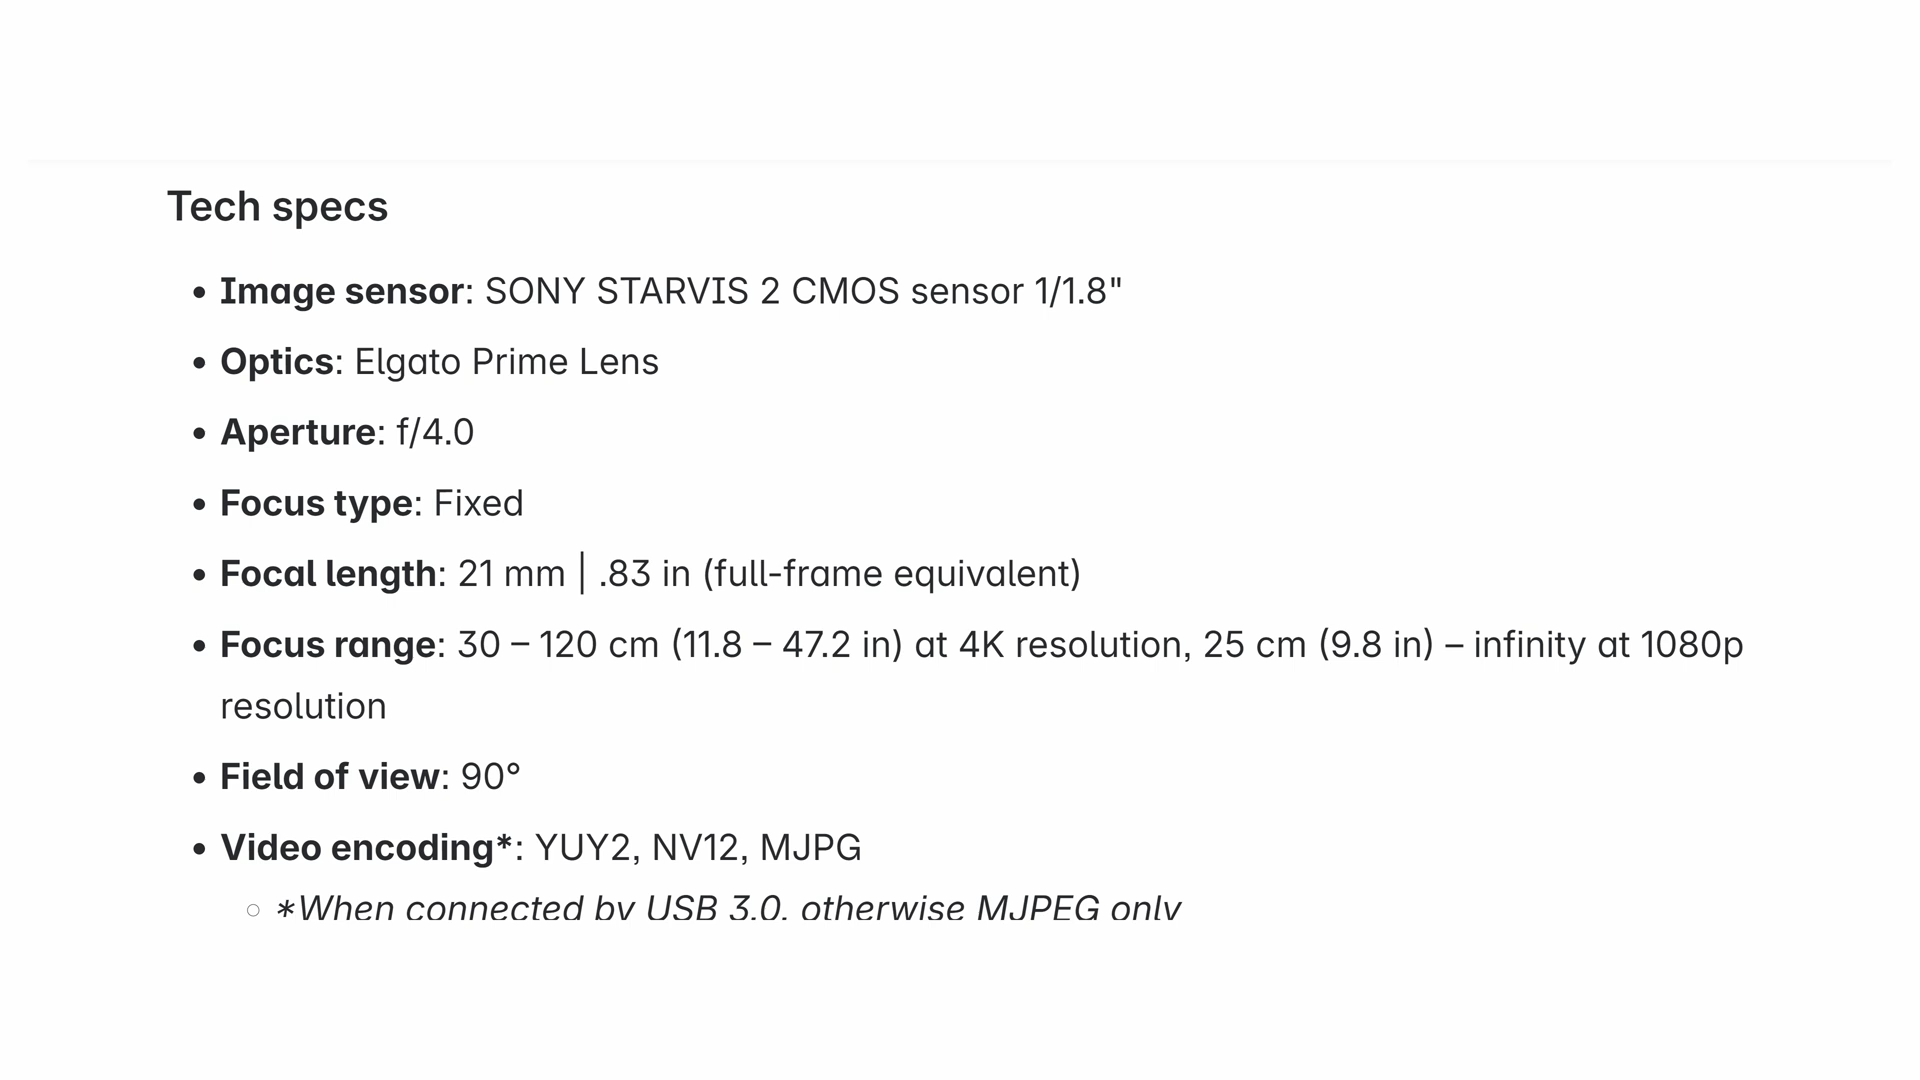 Tech specs
• Image sensor: SONY STARVIS 2 CMOS sensor 1/1.8"
• Optics: Elgato Prime Lens
• Aperture: f/4.0
• Focus type: Fixed
• Focal length: 21 mm | .83 in (full-frame equivalent)
• Focus range: 30 – 120 cm (11.8 – 47.2 in) at 4K resolution, 25 cm (9.8 in) – infinity at 1080p
resolution
• Field of view: 90°
• Video encoding*: YUY2, NV12, MJPG
◦ *When connected by USB 3.0, otherwise MJPEG only